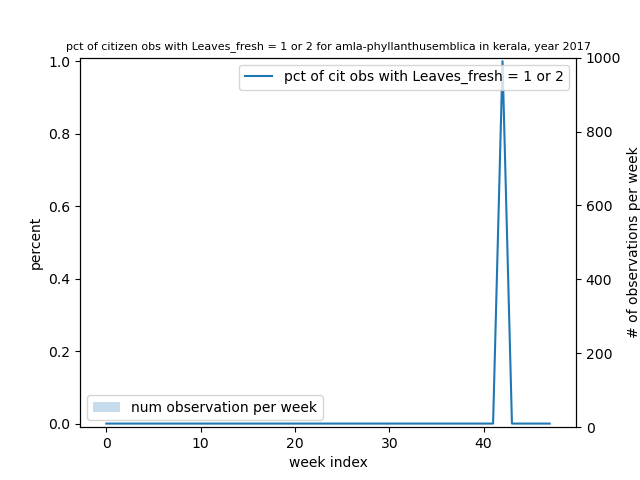 pct of citizen obs with Leaves_fresh = 1 or 2 for amla-phyllanthusemblica in kerala, year 2017
pct of cit obs with Leaves_fresh = 1 or 2
1.0
0.8
0.6
0.4
0.2
0.0
percent
1000
800
600
400
200
0
# of observations per week
num observation per week
0
10
20
30
40
week index